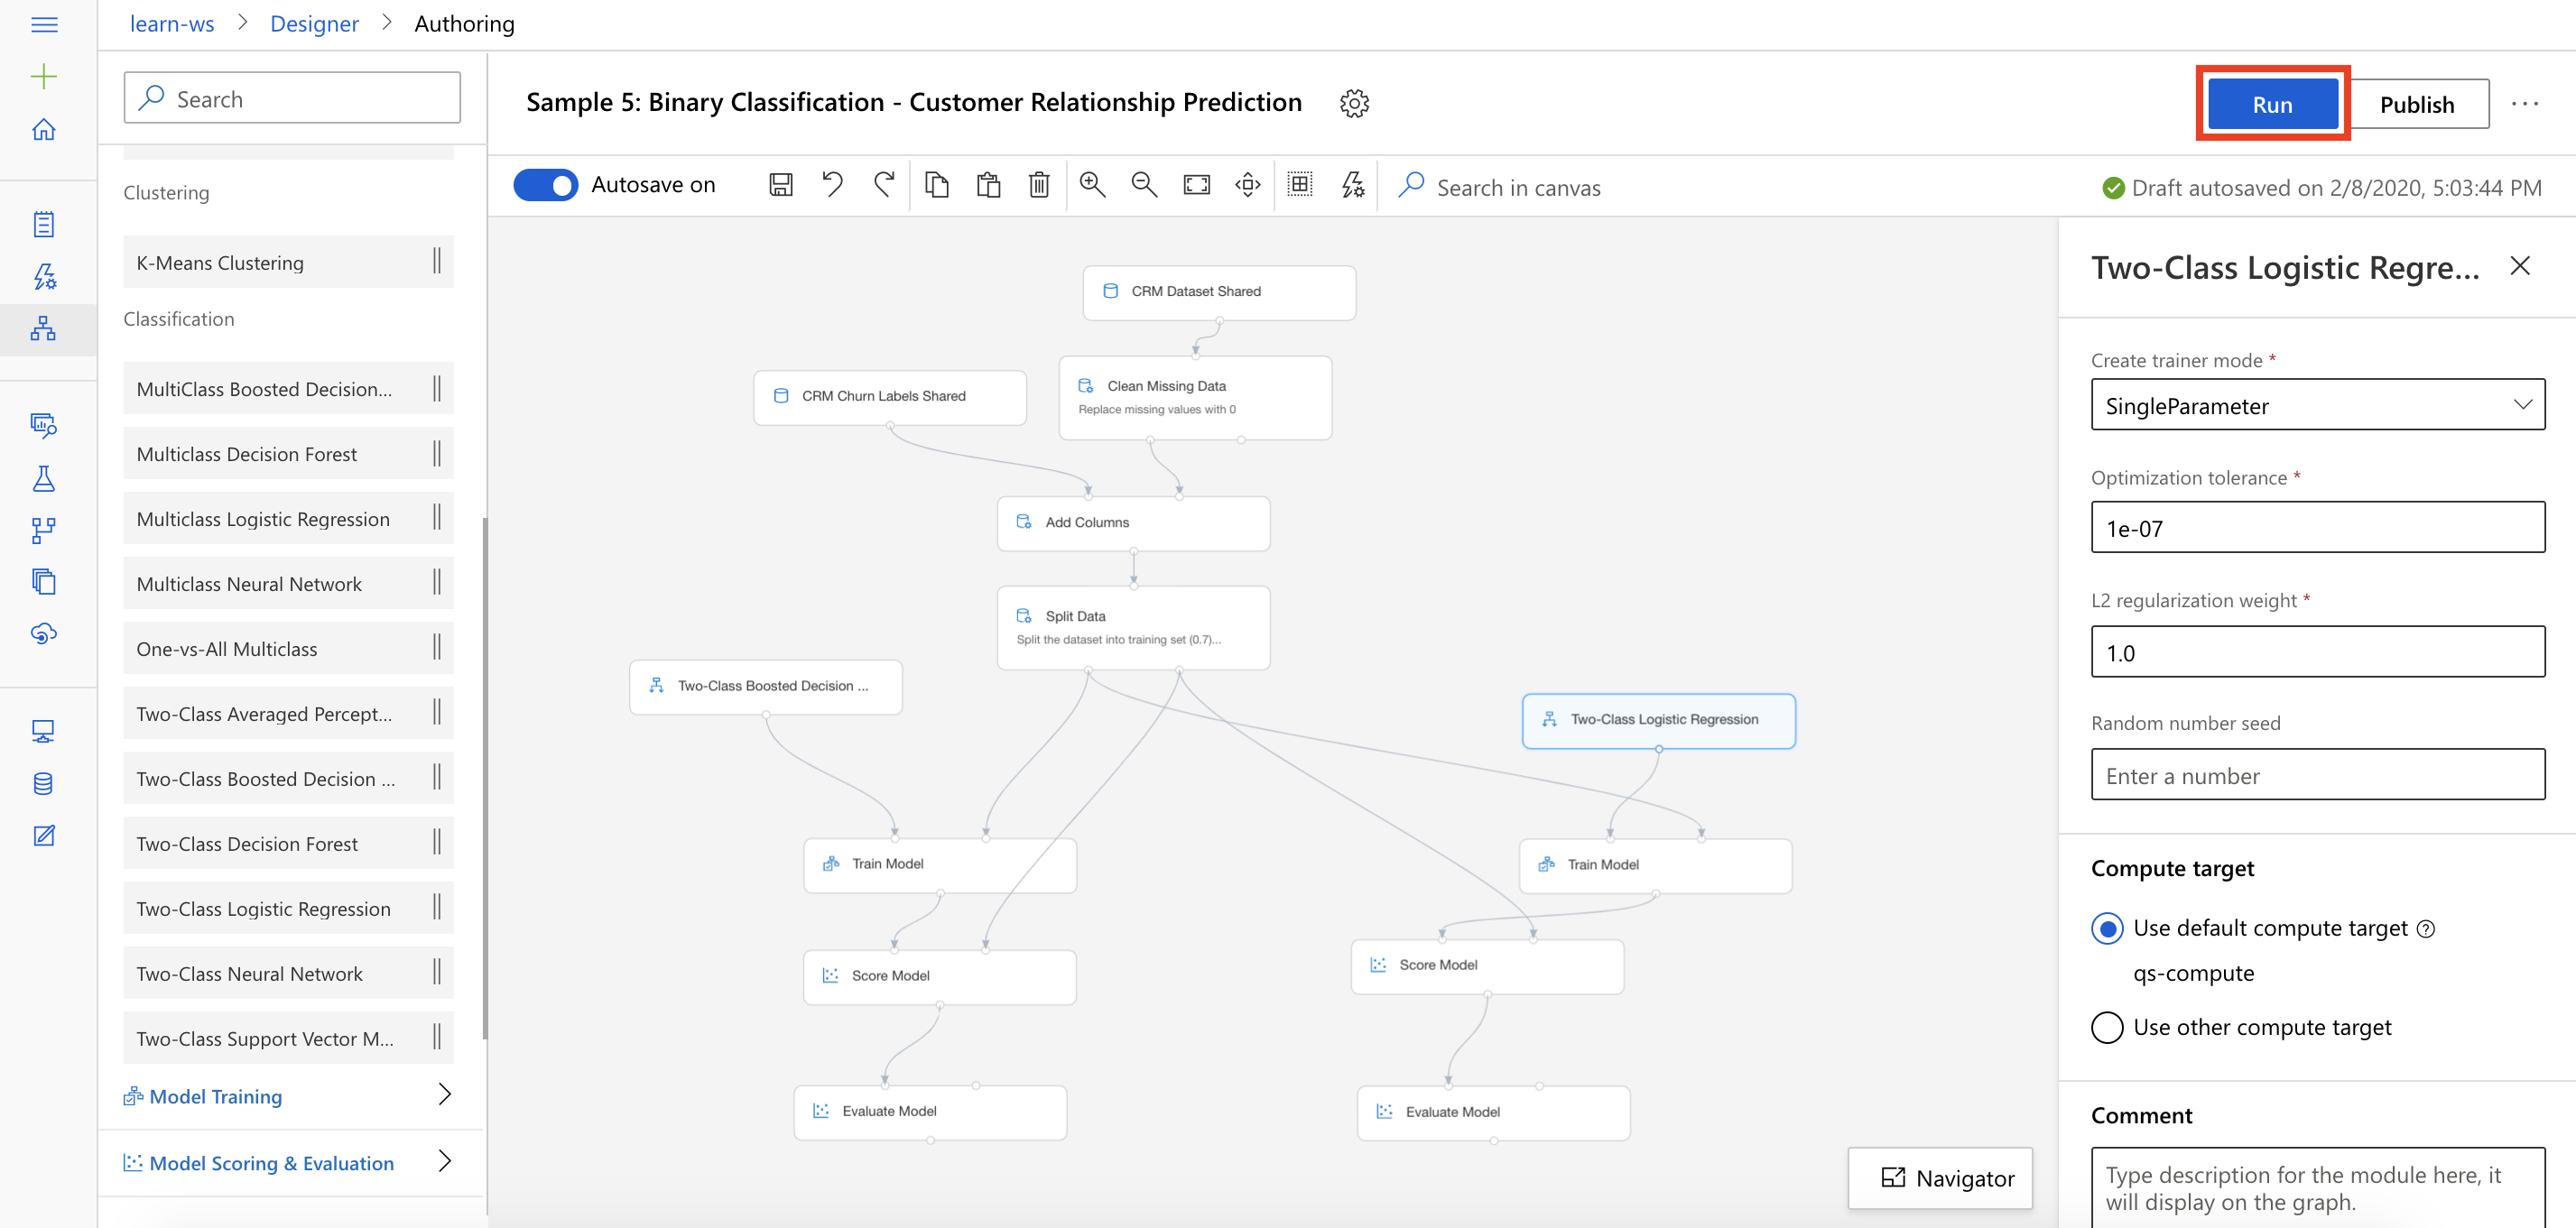 learn-ws > Designer > Authoring
Search
Sample 5: Binary Classification - Customer Relationship Prediction
Run
Publish
...
Autosave on
Search in canvas
Draft autosaved on 2/8/2020, 5:03:44 PM
Clustering
K-Means Clustering
Classification
MultiClass Boosted Decision...
Multiclass Decision Forest
Multiclass Logistic Regression
Multiclass Neural Network
One-vs-All Multiclass
Two-Class Averaged Percept...
Two-Class Boosted Decision ...
Two-Class Decision Forest
Two-Class Logistic Regression
Two-Class Neural Network
Two-Class Support Vector M...
Model Training
Model Scoring & Evaluation
CRM Dataset Shared
CRM Churn Labels Shared
Clean Missing Data
Replace missing values with 0
Add Columns
Split Data
Split the dataset into training set (0.7)...
Two-Class Boosted Decision ...
Two-Class Logistic Regression
Train Model
Train Model
Score Model
Score Model
Evaluate Model
Evaluate Model
Navigator
Two-Class Logistic Regre...
Create trainer mode *
SingleParameter
Optimization tolerance *
1e-07
L2 regularization weight *
1.0
Random number seed
Enter a number
Compute target
Use default compute target
qs-compute
Use other compute target
Comment
Type description for the module here, it
will display on the graph.